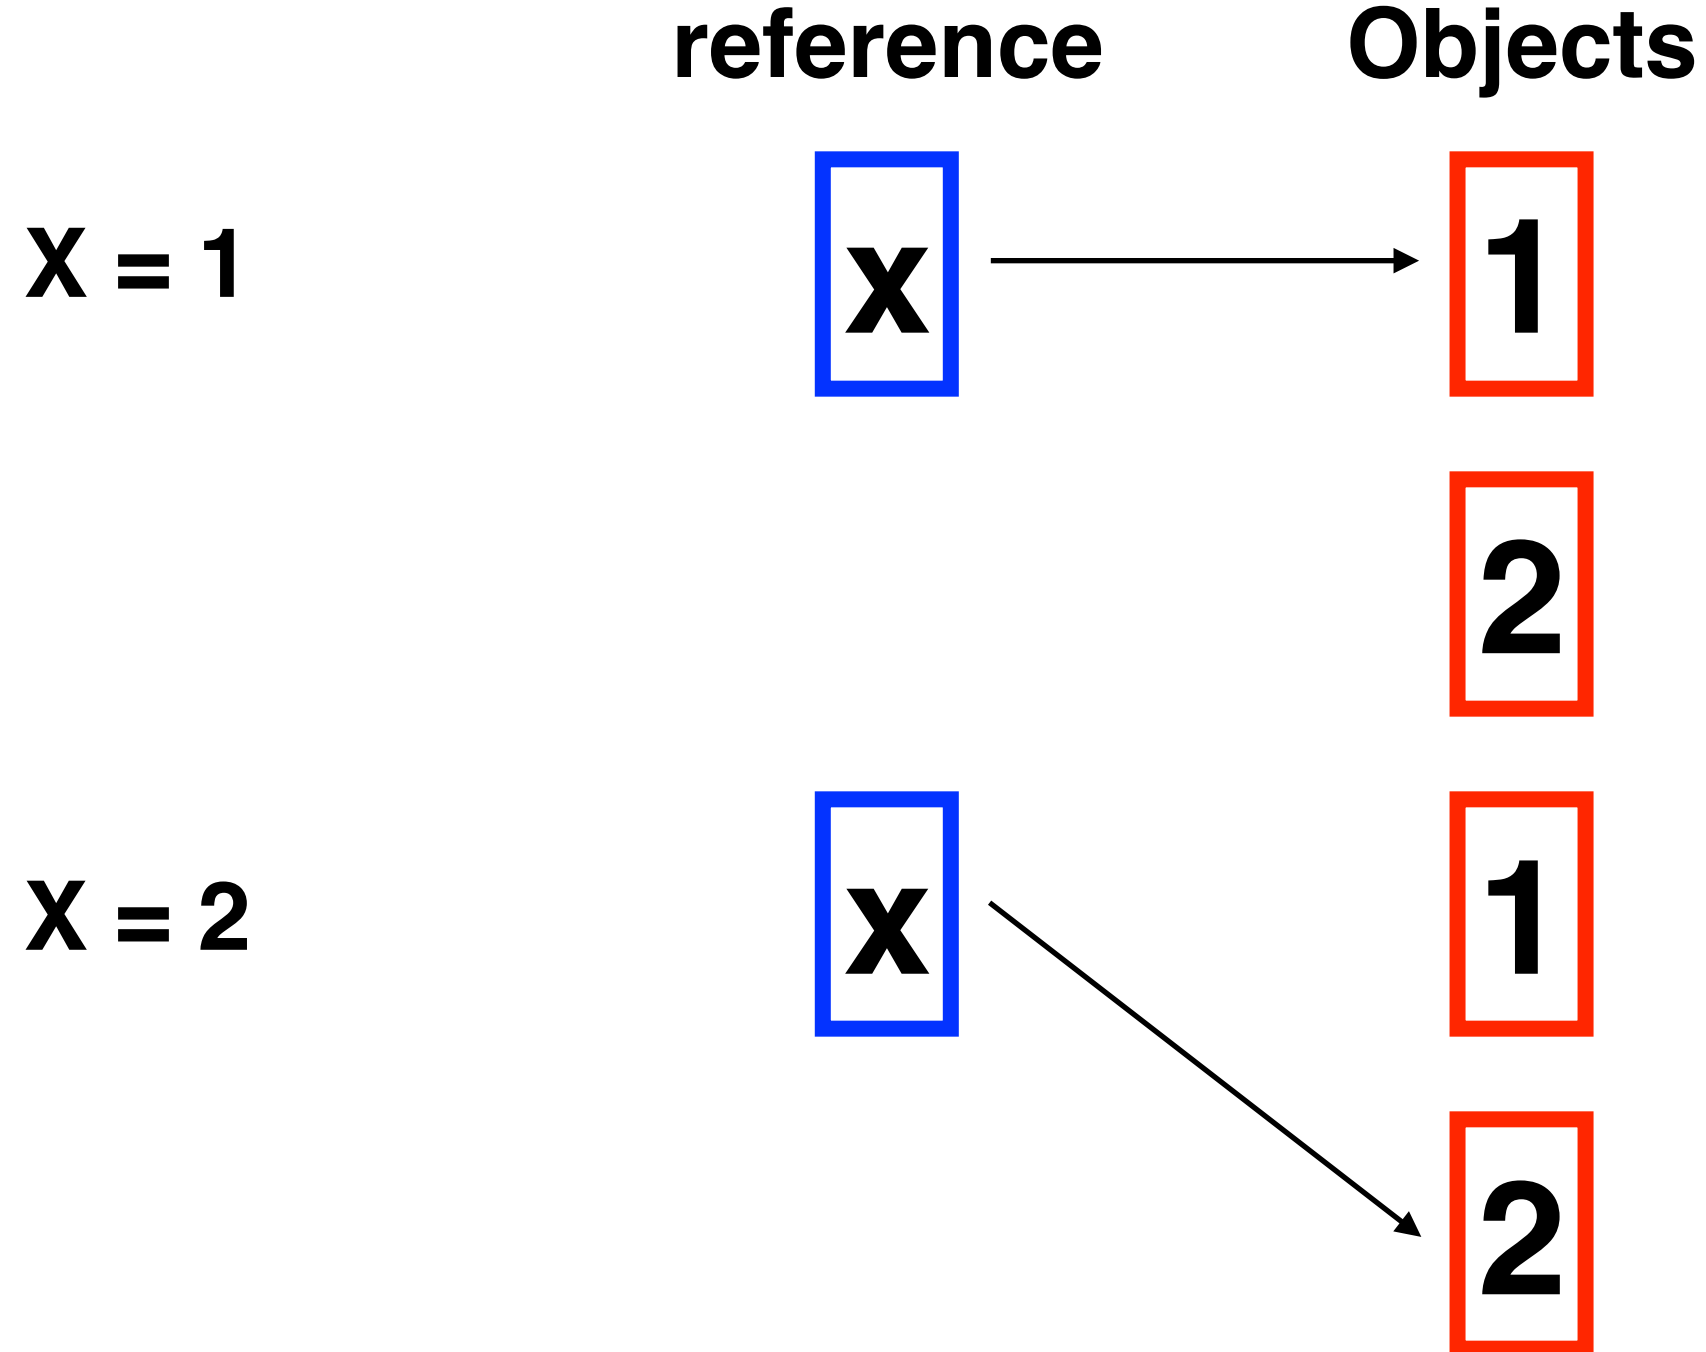 reference Objects
X = 1 x 1
2
X = 2 x 1
2